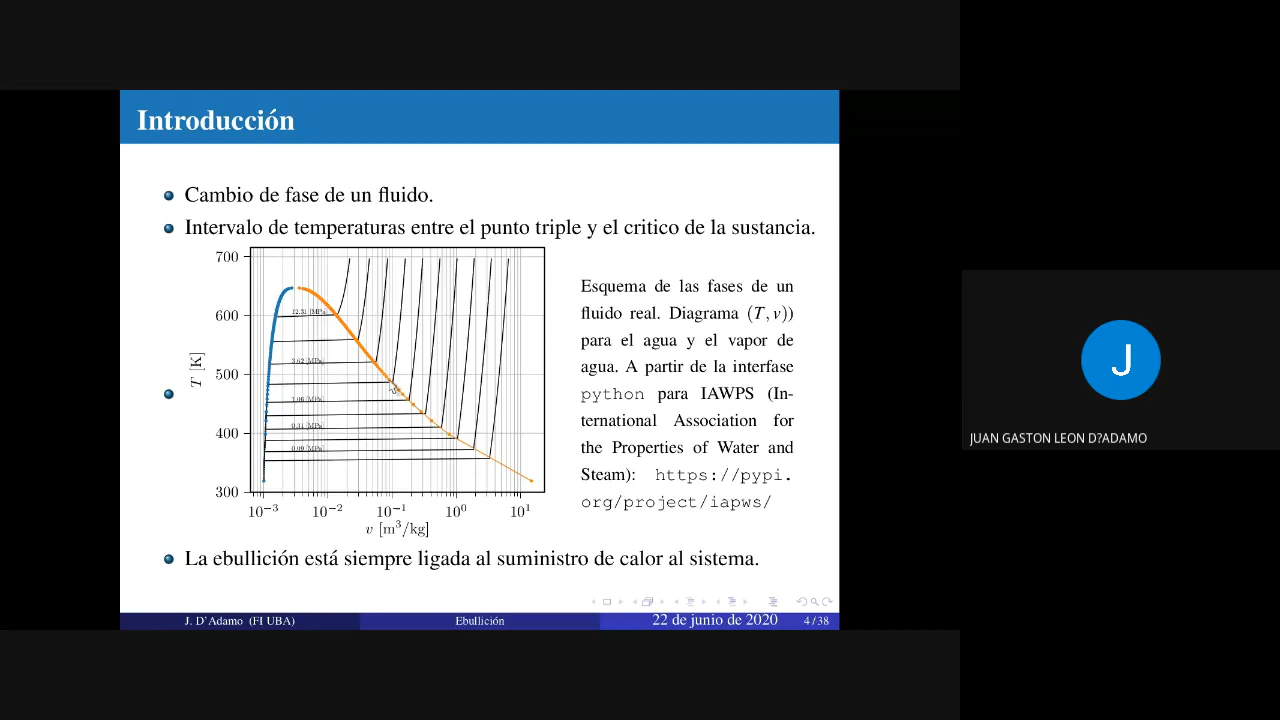 Introducción
Cambio de fase de un fluido.
Intervalo de temperaturas entre el punto triple y el critico de la sustancia.
700
600
500
400
300
T [K]
12.31 [MPa]
3.62 [MPa]
1.06 [MPa]
0.31 [MPa]
0.09 [MPa]
10⁻³ 10⁻² 10⁻¹ 10⁰ 10¹
v [m³/kg]
Esquema de las fases de un
fluido real. Diagrama (T, v))
para el agua y el vapor de
agua. A partir de la interfase
python para IAWPS (In-
ternational Association for
the Properties of Water and
Steam): https://pypi.
org/project/iapws/
La ebullición está siempre ligada al suministro de calor al sistema.
J. D'Adamo (FI UBA)
Ebullición
22 de junio de 2020
4 / 38
J
JUAN GASTON LEON D?ADAMO